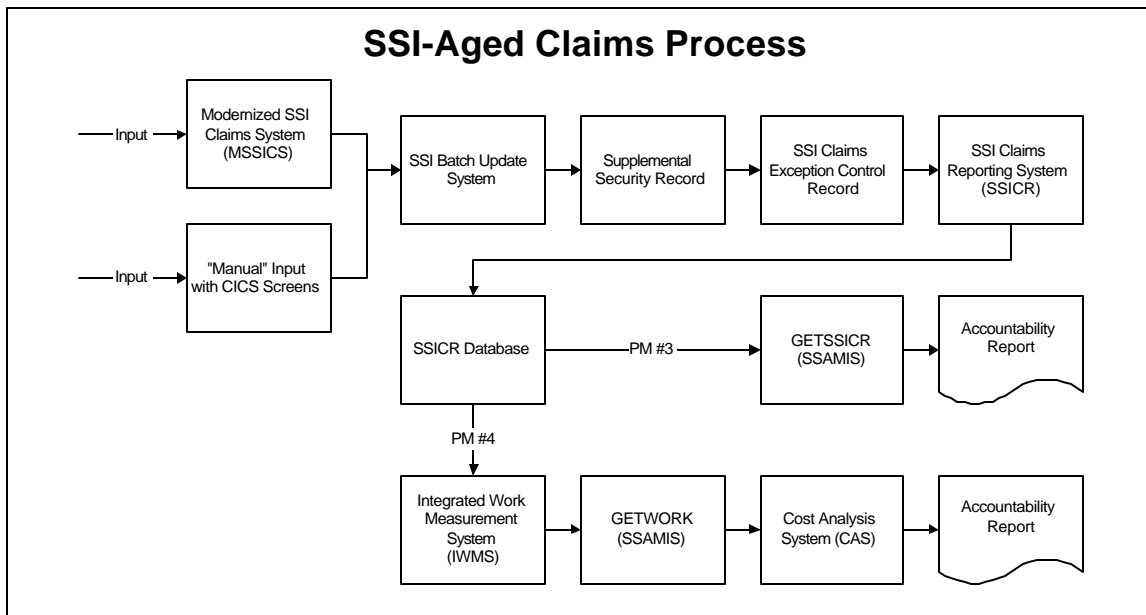 SSI-Aged Claims Process
Input
Modernized SSI
Claims System
(MSSICS)
Input
"Manual" Input
with CICS Screens
SSI Batch Update
System
Supplemental
Security Record
SSI Claims
Exception Control
Record
SSI Claims
Reporting System
(SSICR)
SSICR Database
PM #3
GETSSICR
(SSAMIS)
Accountability
Report
PM #4
Integrated Work
Measurement
System
(IWMS)
GETWORK
(SSAMIS)
Cost Analysis
System (CAS)
Accountability
Report